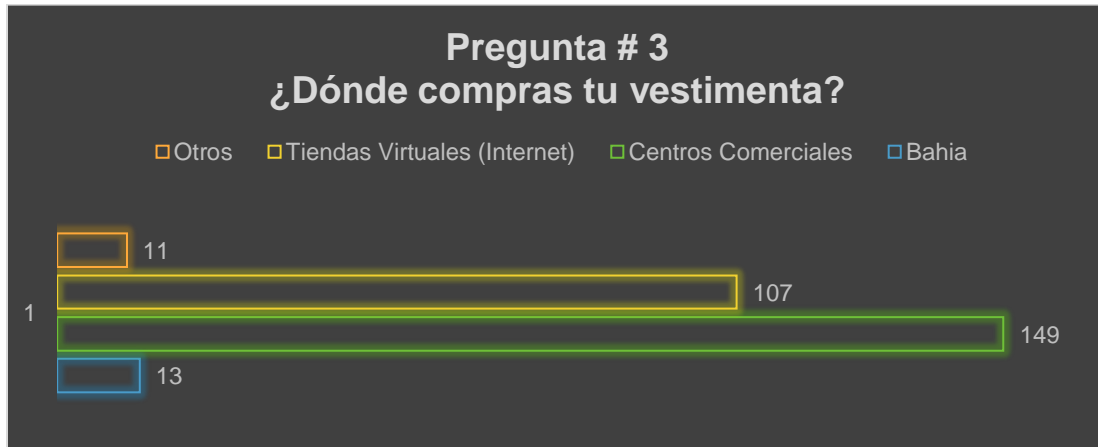 Pregunta # 3
¿Dónde compras tu vestimenta?
Otros Tiendas Virtuales (Internet) Centros Comerciales Bahia
11
107
1
149
13